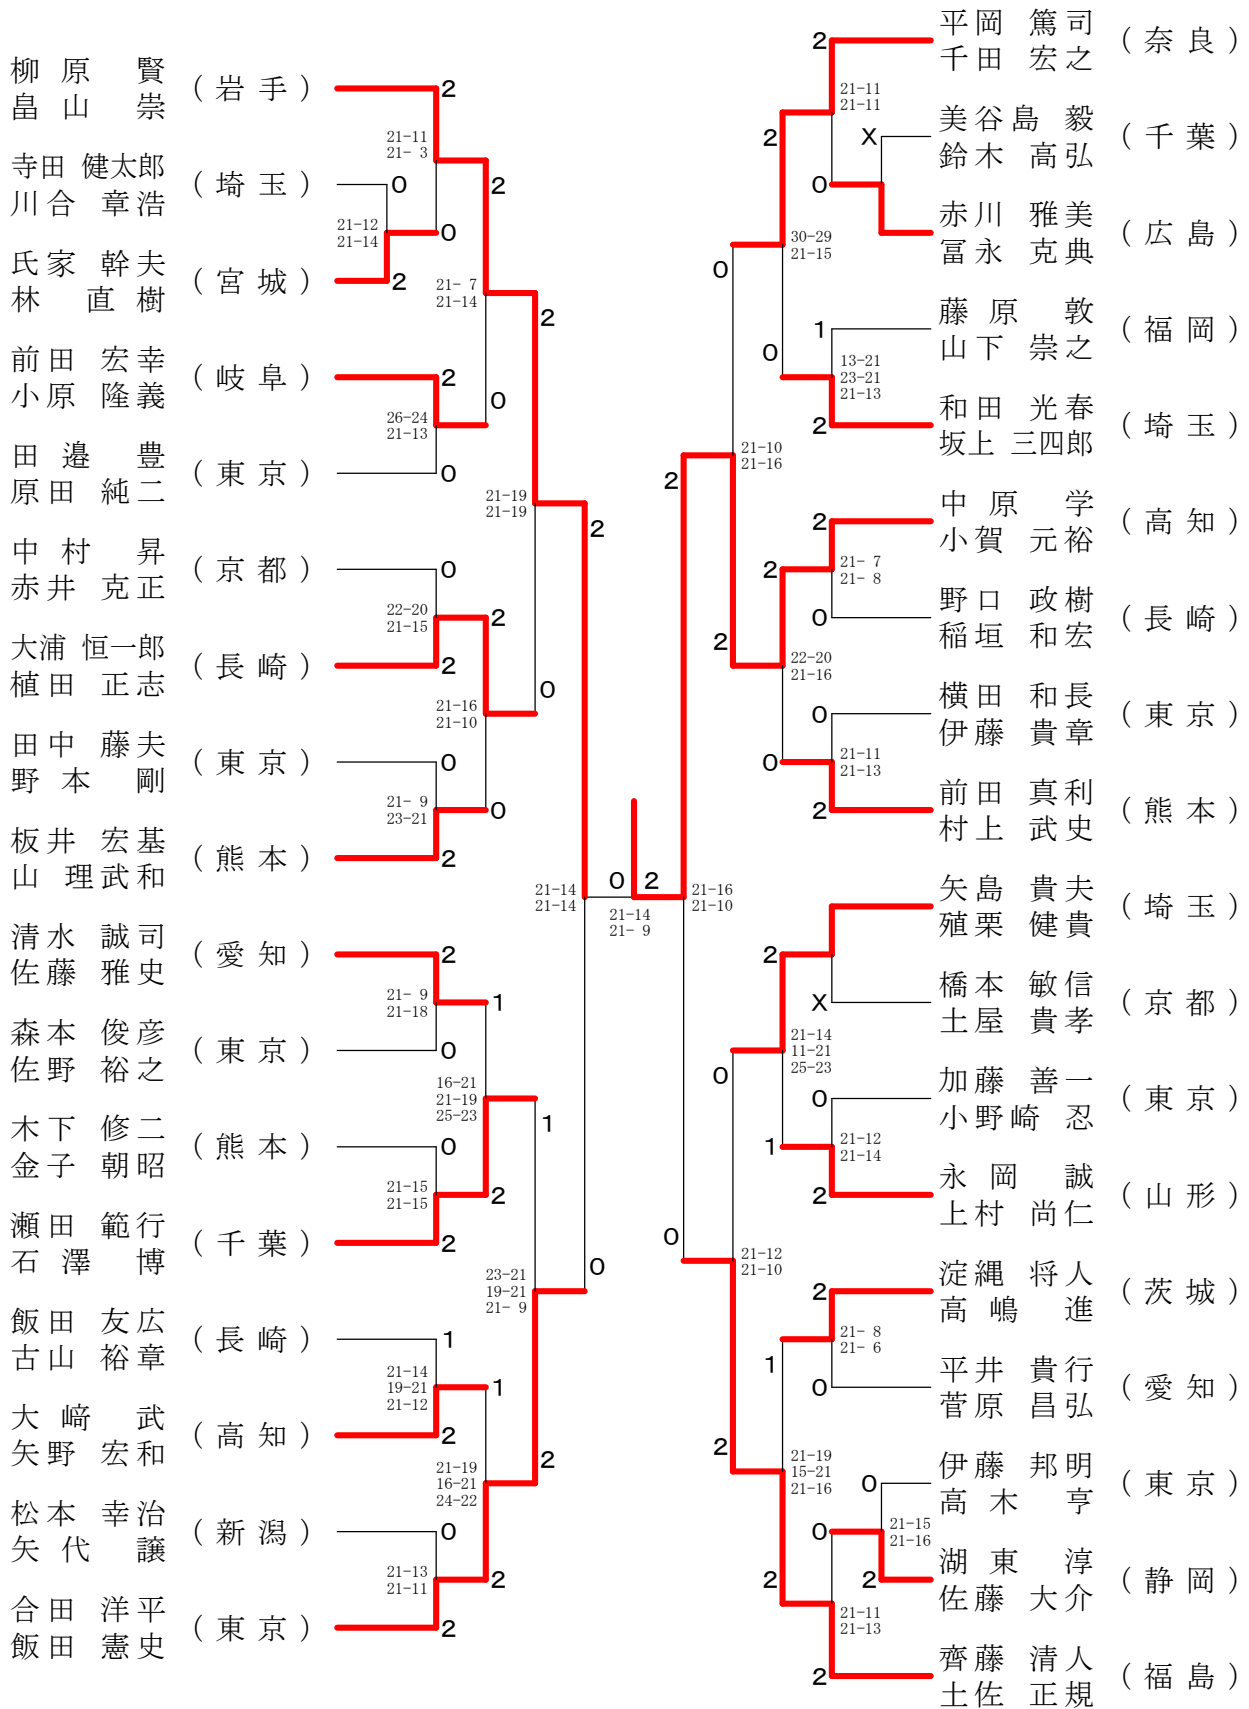 柳原 賢
畠山 崇
(岩手)
2
21-11
21- 3
寺田 健太郎
川合 章浩
(埼玉)
0
2
21-12
21-14
0
氏家 幹夫
林 直樹
(宮城)
2
21- 7
21-14
2
前田 宏幸
小原 隆義
(岐阜)
2
0
26-24
21-13
田邉 豊
原田 純二
(東京)
0
21-19
21-19
2
中村 昇
赤井 克正
(京都)
0
22-20
21-15
2
大浦 恒一郎
植田 正志
(長崎)
2
21-16
21-10
0
田中 藤夫
野本 剛
(東京)
0
21- 9
23-21
0
板井 宏基
山 理武和
(熊本)
2
21-14
21-14
0
2
21-14
21- 9
清水 誠司
佐藤 雅史
(愛知)
2
21- 9
21-18
1
森本 俊彦
佐野 裕之
(東京)
0
16-21
21-19
25-23
1
木下 修二
金子 朝昭
(熊本)
0
21-15
21-15
2
瀬田 範行
石澤 博
(千葉)
2
23-21
19-21
21- 9
0
飯田 友広
古山 裕章
(長崎)
1
21-14
19-21
21-12
1
大﨑 武
矢野 宏和
(高知)
2
21-19
16-21
24-22
2
松本 幸治
矢代 譲
(新潟)
0
21-13
21-11
2
合田 洋平
飯田 憲史
(東京)
2
2
平岡 篤司
千田 宏之
(奈良)
21-11
21-11
2
X
美谷島 毅
鈴木 高弘
(千葉)
0
赤川 雅美
冨永 克典
(広島)
30-29
21-15
0
1
藤原 敦
山下 崇之
(福岡)
0
13-21
23-21
21-13
2
和田 光春
坂上 三四郎
(埼玉)
21-10
21-16
2
2
中原 学
小賀 元裕
(高知)
2
21- 7
21- 8
0
野口 政樹
稲垣 和宏
(長崎)
2
22-20
21-16
0
横田 和長
伊藤 貴章
(東京)
0
21-11
21-13
2
前田 真利
村上 武史
(熊本)
21-16
21-10
矢島 貴夫
殖栗 健貴
(埼玉)
2
X
橋本 敏信
土屋 貴孝
(京都)
0
21-14
11-21
25-23
0
加藤 善一
小野崎 忍
(東京)
1
21-12
21-14
2
永岡 誠
上村 尚仁
(山形)
0
21-12
21-10
2
淀縄 将人
高嶋 進
(茨城)
1
21- 8
21- 6
0
平井 貴行
菅原 昌弘
(愛知)
2
21-19
15-21
21-16
0
伊藤 邦明
高木 亨
(東京)
0
21-15
21-16
2
湖東 淳
佐藤 大介
(静岡)
2
21-11
21-13
2
齊藤 清人
土佐 正規
(福島)